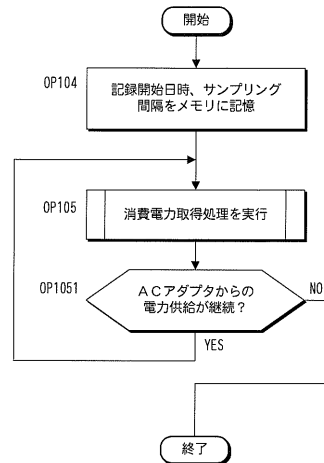 開始
OP104
記録開始日時、サンプリング
間隔をメモリに記憶
OP105
消費電力取得処理を実行
OP1051
ACアダプタからの
電力供給が継続?
NO
YES
終了